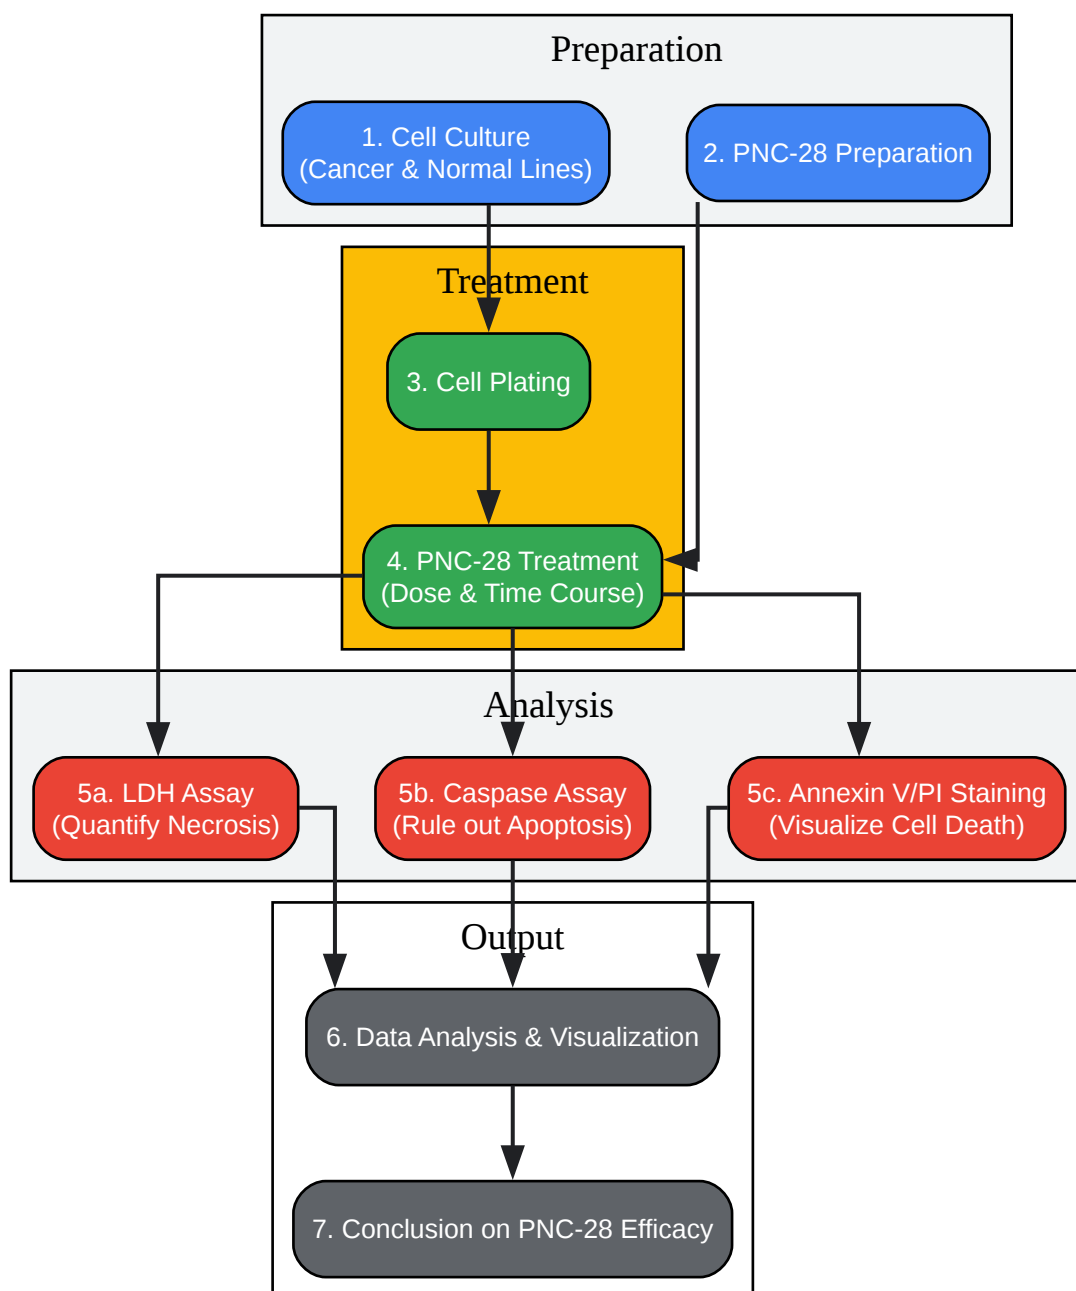 Preparation
1. Cell Culture
(Cancer & Normal Lines)
2. PNC-28 Preparation
Treatment
3. Cell Plating
4. PNC-28 Treatment
(Dose & Time Course)
Analysis
5a. LDH Assay
(Quantify Necrosis)
5b. Caspase Assay
(Rule out Apoptosis)
5c. Annexin V/PI Staining
(Visualize Cell Death)
Output
6. Data Analysis & Visualization
7. Conclusion on PNC-28 Efficacy